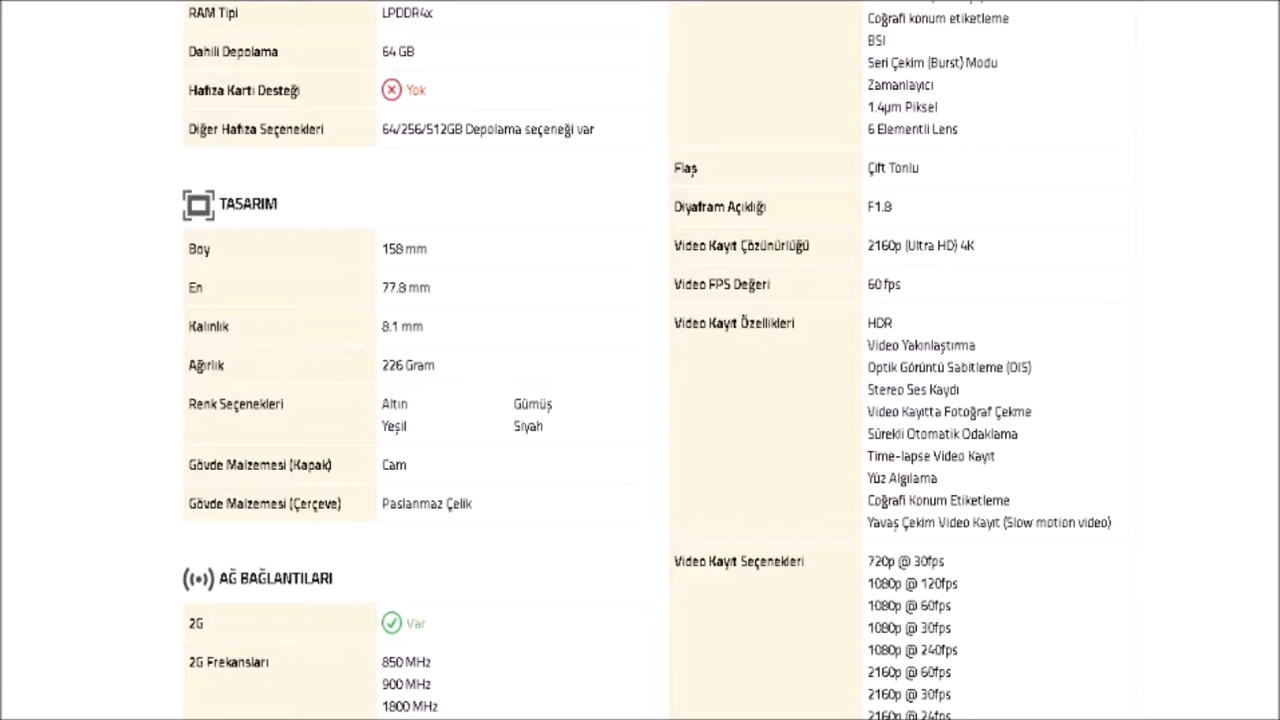 RAM Tipi LPDDR4x
Dahili Depolama 64 GB
Hafıza Kartı Desteği Yok
Diğer Hafıza Seçenekleri 64/256/512GB Depolama seçeneği var
TASARIM
Boy 158 mm
En 77.8 mm
Kalınlık 8.1 mm
Ağırlık 226 Gram
Renk Seçenekleri Altın Gümüş
Yeşil Siyah
Gövde Malzemesi (Kapak) Cam
Gövde Malzemesi (Çerçeve) Paslanmaz Çelik
AĞ BAĞLANTILARI
2G Var
2G Frekansları 850 MHz
900 MHz
1800 MHz
Coğrafi konum etiketleme
BSI
Seri Çekim (Burst) Modu
Zamanlayıcı
1.4µm Piksel
6 Elementli Lens
Flaş Çift Tonlu
Diyafram Açıklığı F1.8
Video Kayıt Çözünürlüğü 2160p (Ultra HD) 4K
Video FPS Değeri 60 fps
Video Kayıt Özellikleri HDR
Video Yakınlaştırma
Optik Görüntü Sabitleme (OIS)
Stereo Ses Kaydı
Video Kayıtta Fotoğraf Çekme
Sürekli Otomatik Odaklama
Time-lapse Video Kayıt
Yüz Algılama
Coğrafi Konum Etiketleme
Yavaş Çekim Video Kayıt (Slow motion video)
Video Kayıt Seçenekleri 720p @ 30fps
1080p @ 120fps
1080p @ 60fps
1080p @ 30fps
1080p @ 240fps
2160p @ 60fps
2160p @ 30fps
2160p @ 24fps